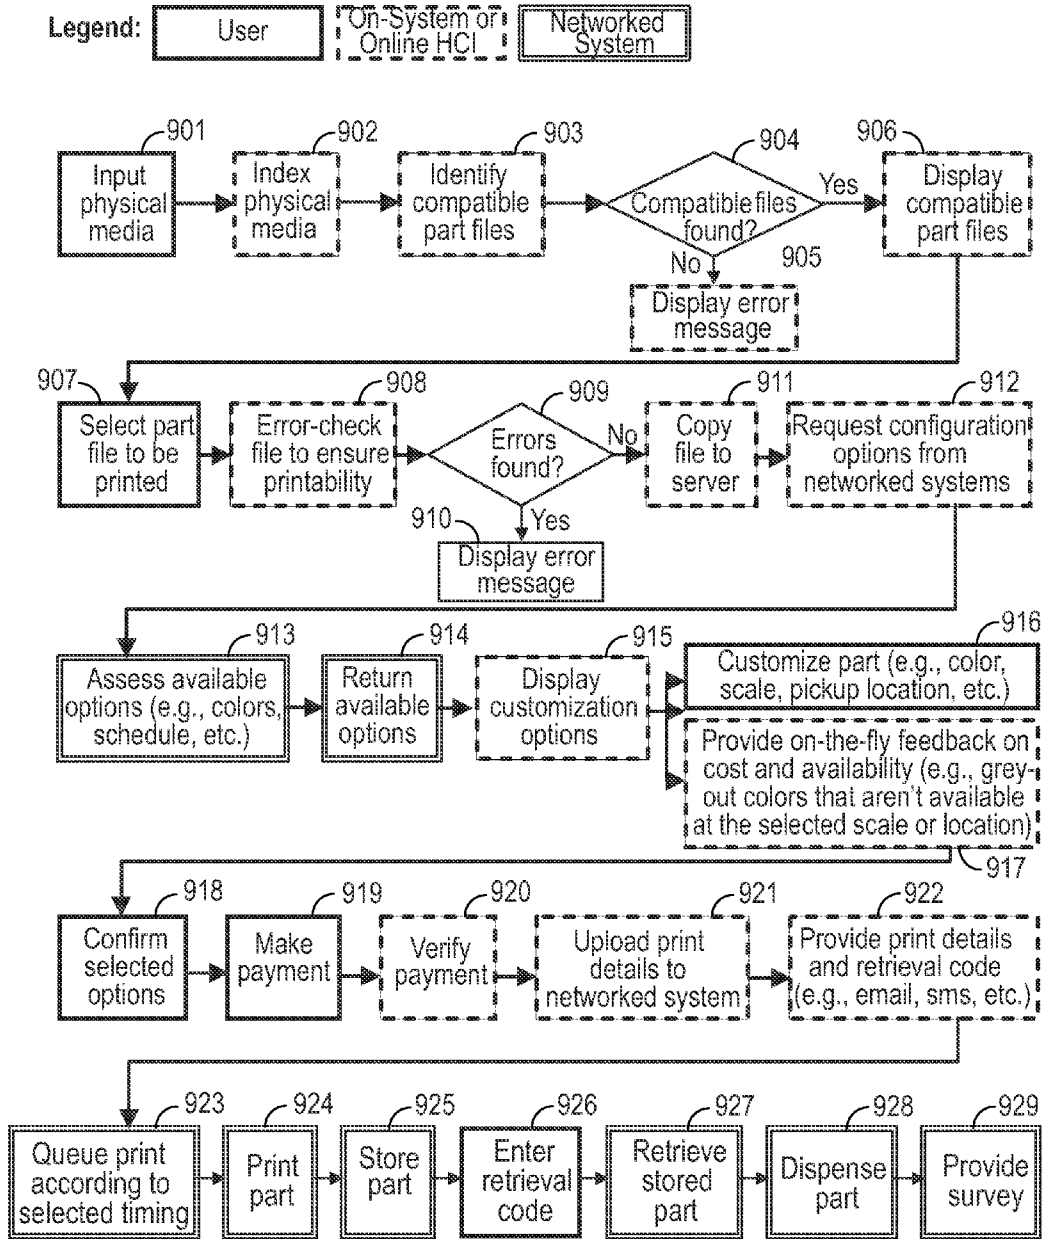 Legend:
User
On-System or
Online HCI
Networked
System
901
Input
physical
media
902
Index
physical
media
903
Identify
compatible
part files
904
Compatible files
found?
Yes
No
905
Display error
message
906
Display
compatible
part files
907
Select part
file to be
printed
908
Error-check
file to ensure
printability
909
Errors
found?
No
Yes
910
Display error
message
911
Copy
file to
server
912
Request configuration
options from
networked systems
913
Assess available
options (e.g., colors,
schedule, etc.)
914
Return
available
options
915
Display
customization
options
916
Customize part (e.g., color,
scale, pickup location, etc.)
Provide on-the-fly feedback on
cost and availability (e.g., grey-
out colors that aren't available
at the selected scale or location)
917
918
Confirm
selected
options
919
Make
payment
920
Verify
payment
921
Upload print
details to
networked system
922
Provide print details
and retrieval code
(e.g., email, sms, etc.)
923
Queue print
according to
selected timing
924
Print
part
925
Store
part
926
Enter
retrieval
code
927
Retrieve
stored
part
928
Dispense
part
929
Provide
survey